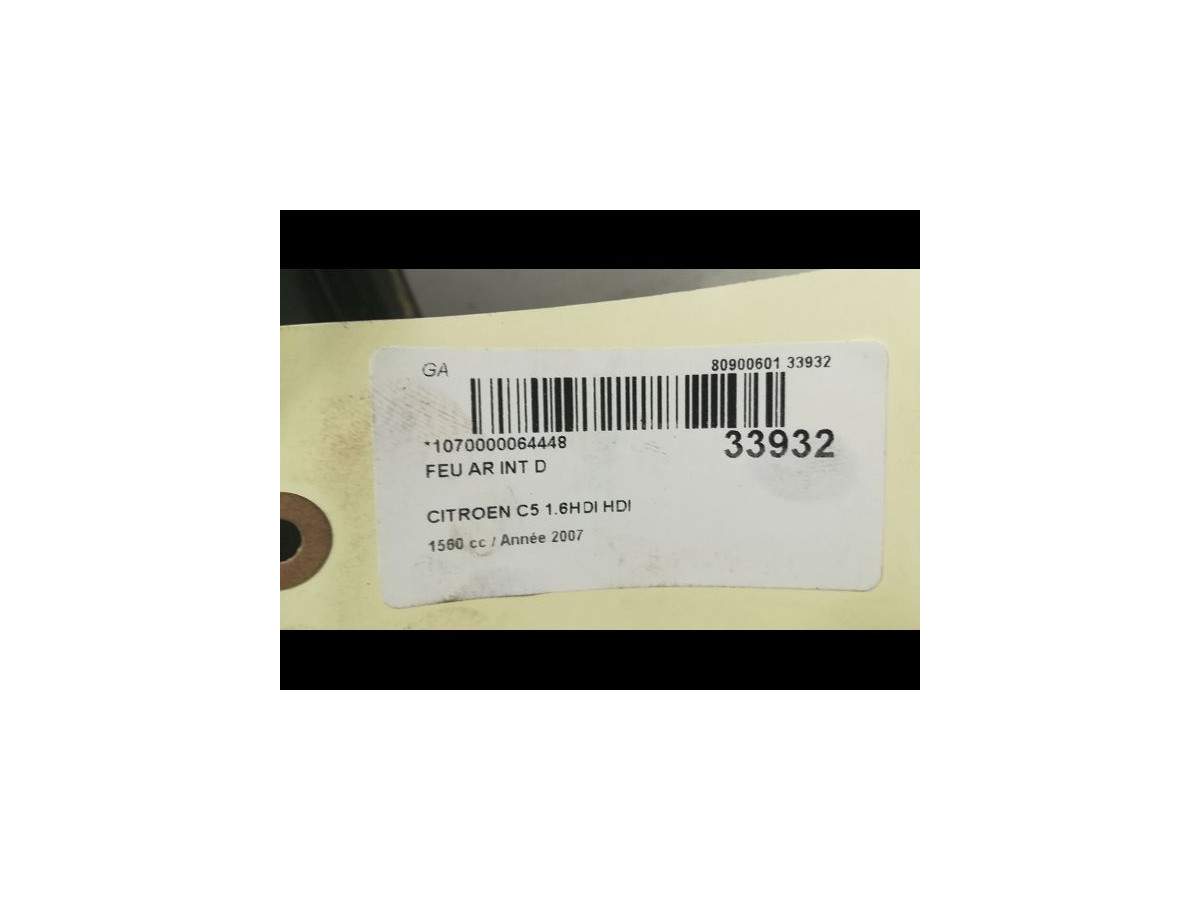 GA
80900601 33932
*1070000064448
33932
FEU AR INT D
CITROEN C5 1.6HDI HDI
1560 cc / Année 2007